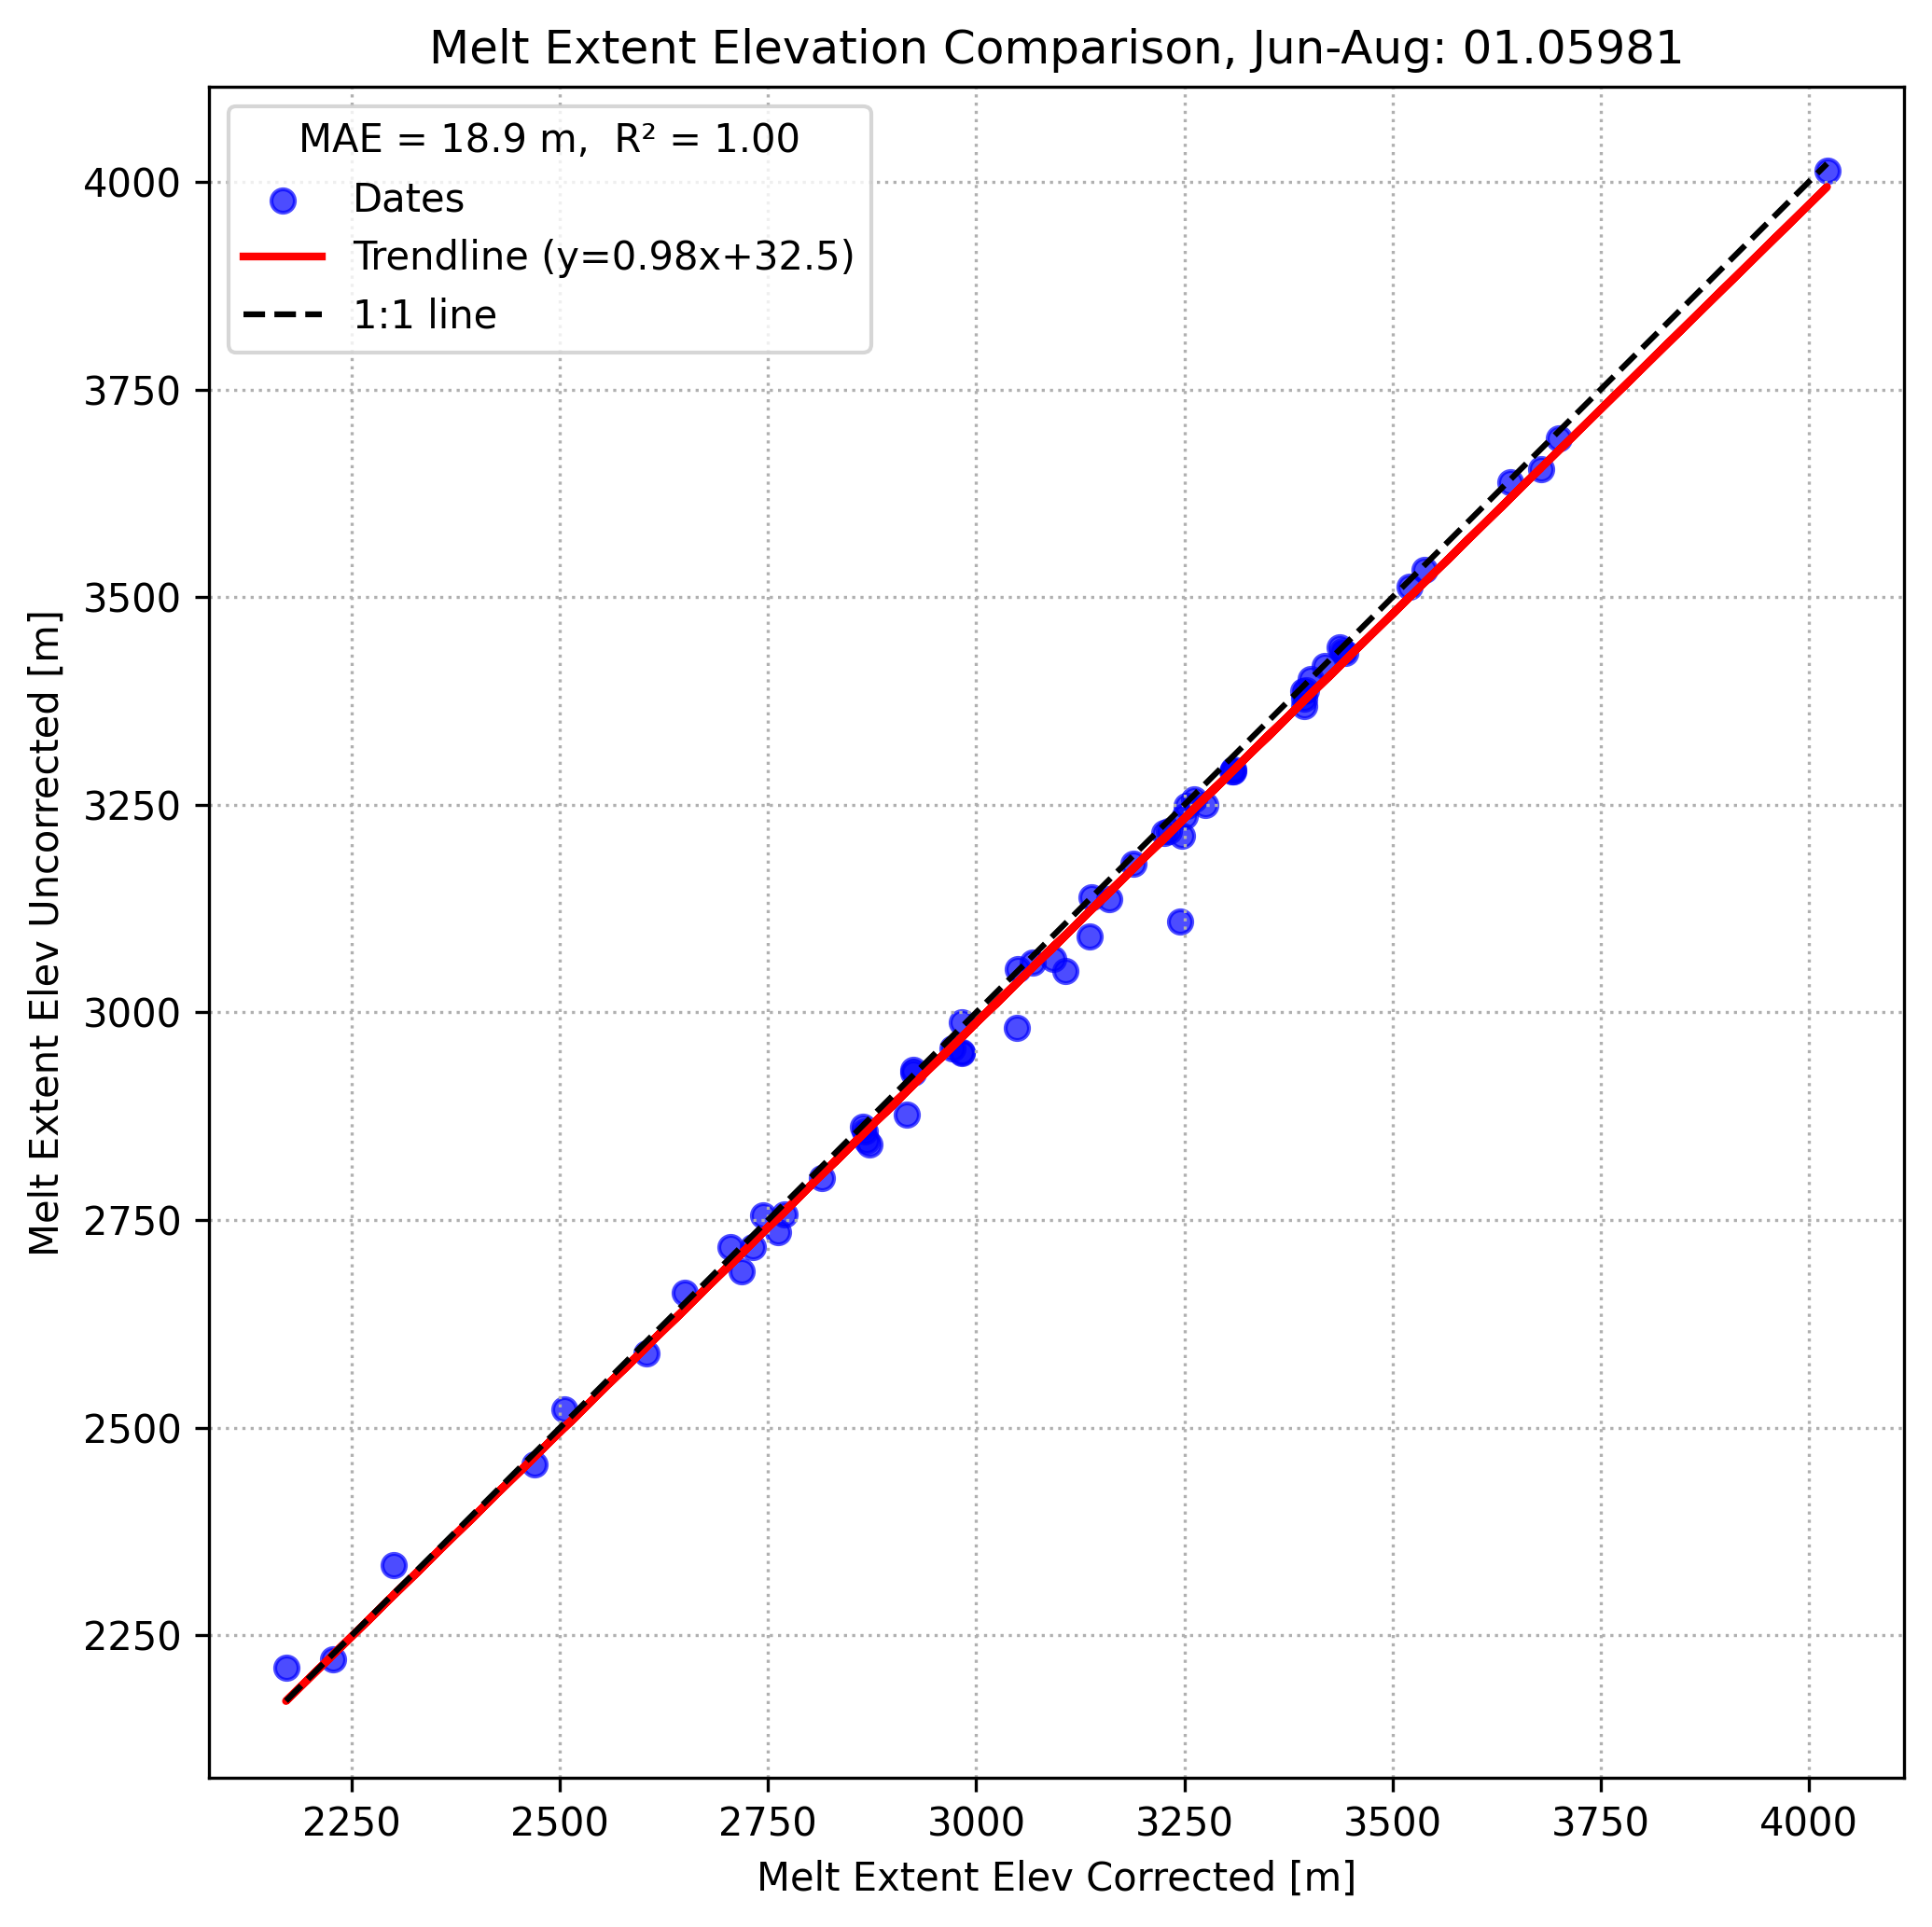 Melt Extent Elevation Comparison, Jun-Aug: 01.05981
MAE = 18.9 m,  R² = 1.00
Dates
Trendline (y=0.98x+32.5)
1:1 line
4000
3750
3500
3250
3000
2750
2500
2250
Melt Extent Elev Uncorrected [m]
2250 2500 2750 3000 3250 3500 3750 4000
Melt Extent Elev Corrected [m]